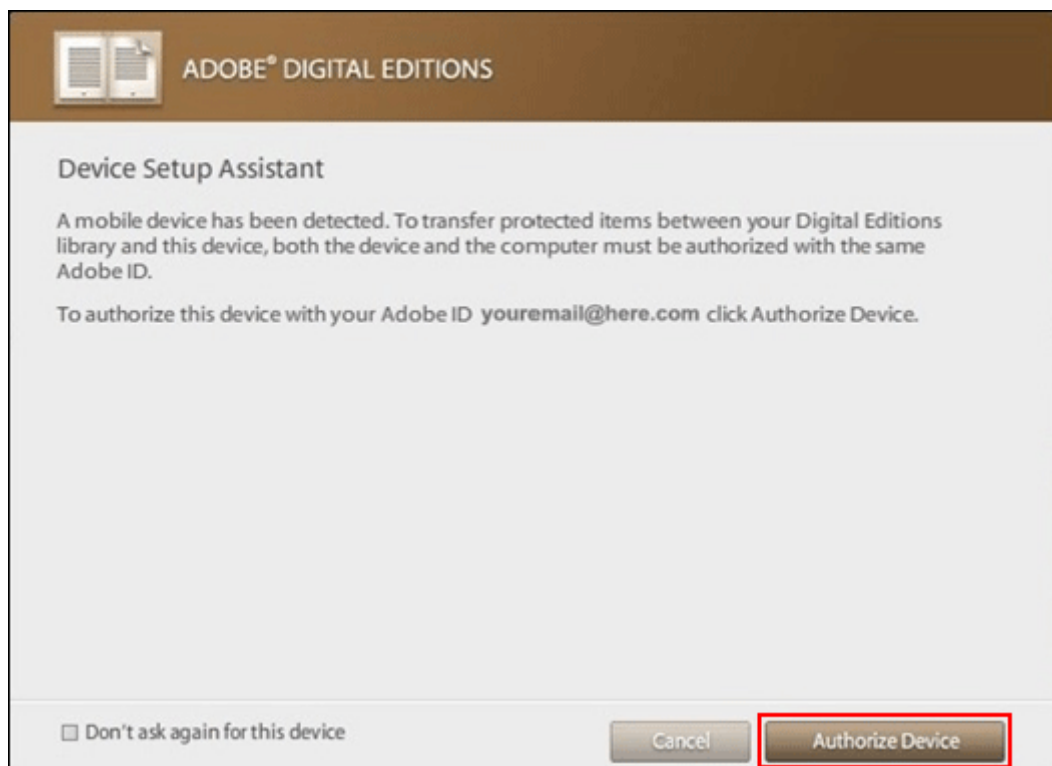 ADOBE® DIGITAL EDITIONS
Device Setup Assistant
A mobile device has been detected. To transfer protected items between your Digital Editions
library and this device, both the device and the computer must be authorized with the same
Adobe ID.
To authorize this device with your Adobe ID youremail@here.com click Authorize Device.
Don't ask again for this device
Cancel
Authorize Device